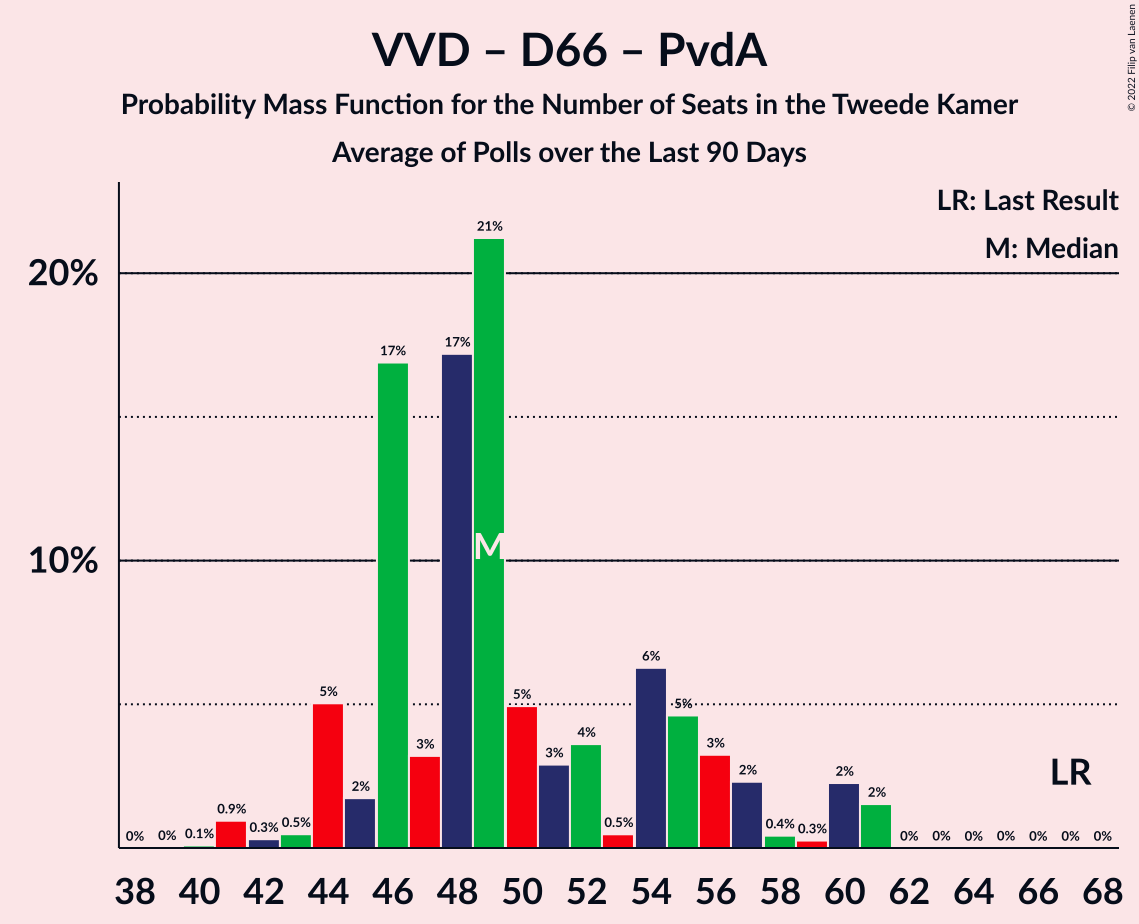 VVD – D66 – PvdA
Probability Mass Function for the Number of Seats in the Tweede Kamer
Average of Polls over the Last 90 Days
© 2022 Filip van Laenen
LR: Last Result
M: Median
20%
10%
0% 0% 0.1% 0.9% 0.3% 0.5% 5% 2% 17% 3% 17% 21% 5% 3% 4% 0.5% 6% 5% 3% 2% 0.4% 0.3% 2% 2% 0% 0% 0% 0% 0% 0% 0%
M
LR
38 40 42 44 46 48 50 52 54 56 58 60 62 64 66 68